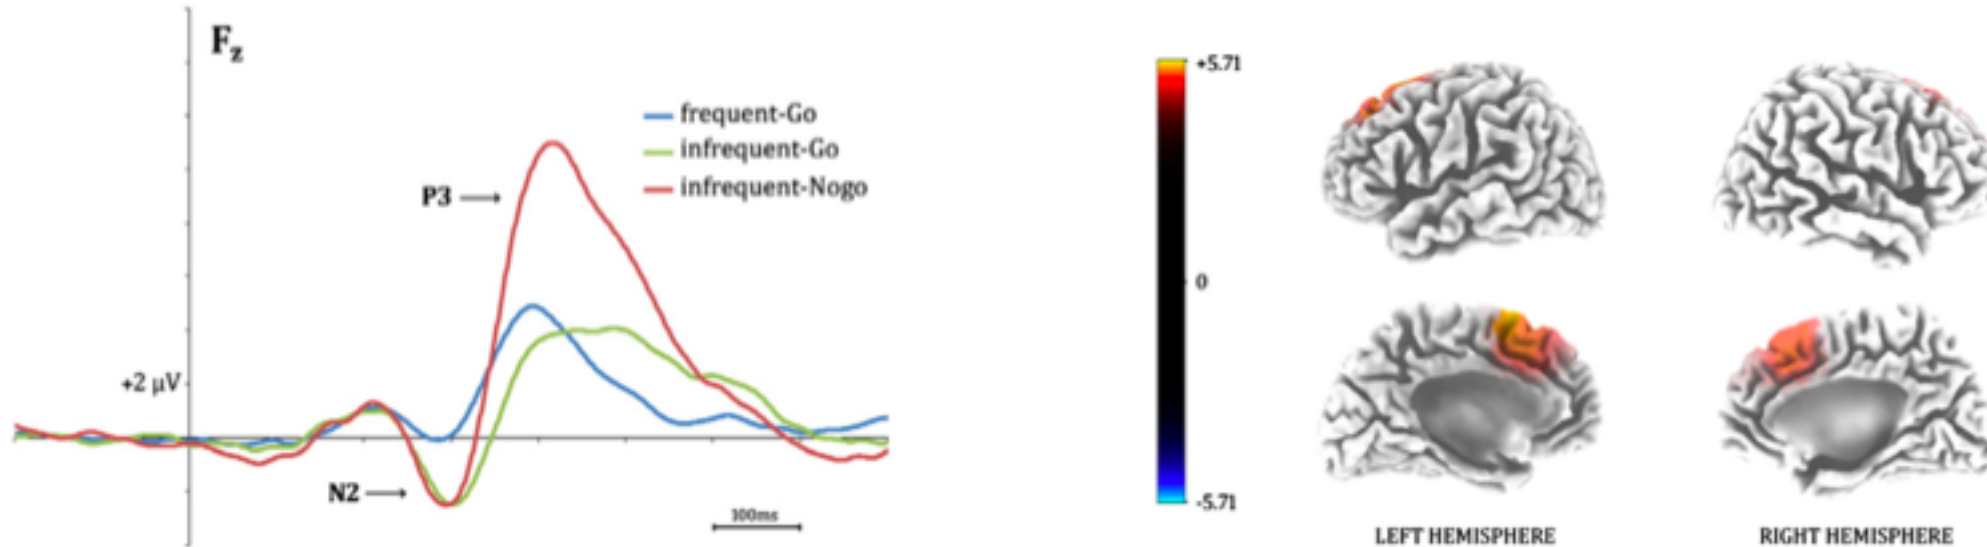 Fz
frequent-Go
infrequent-Go
infrequent-Nogo
P3
+2 µV
N2
100ms
+5.71
0
-5.71
LEFT HEMISPHERE
RIGHT HEMISPHERE